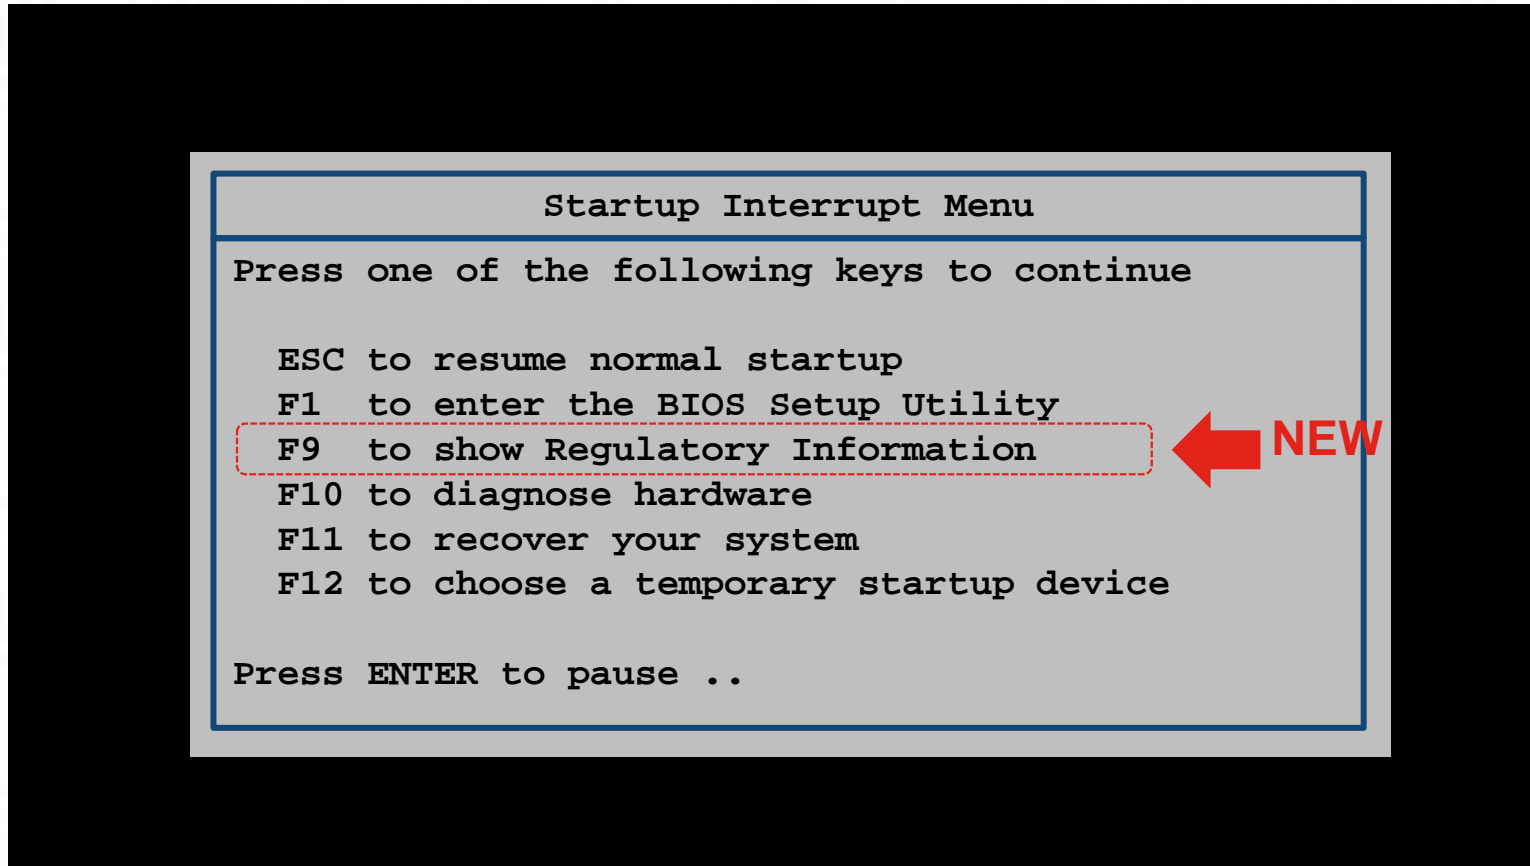 Startup Interrupt Menu
Press one of the following keys to continue
ESC to resume normal startup
F1 to enter the BIOS Setup Utility
F9 to show Regulatory Information
NEW
F10 to diagnose hardware
F11 to recover your system
F12 to choose a temporary startup device
Press ENTER to pause ..